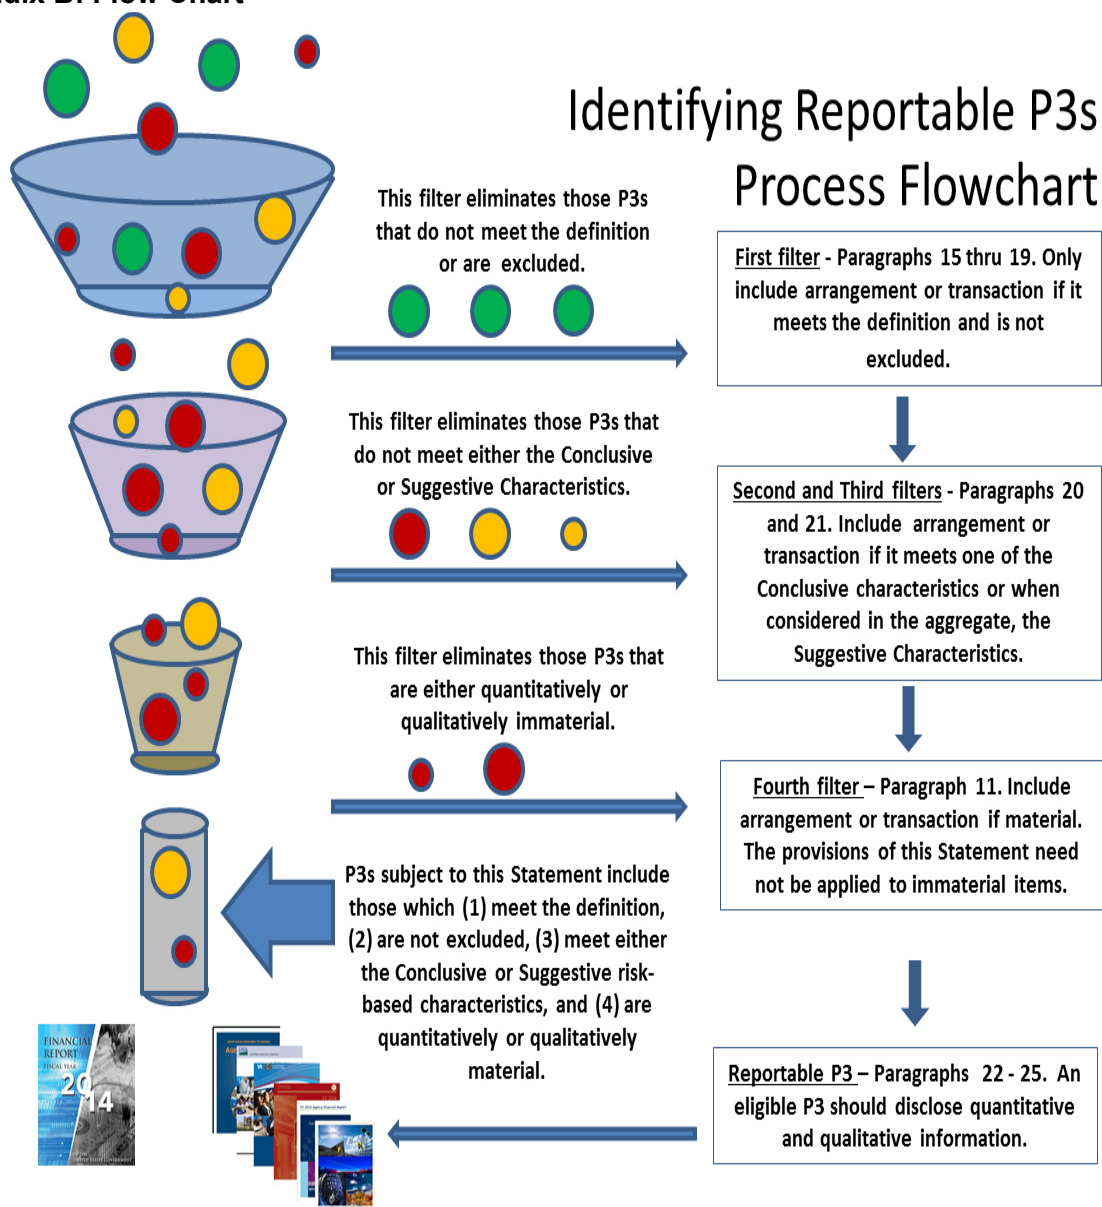 Identifying Reportable P3s
Process Flowchart
This filter eliminates those P3s
that do not meet the definition
or are excluded.
First filter - Paragraphs 15 thru 19. Only
include arrangement or transaction if it
meets the definition and is not
excluded.
This filter eliminates those P3s that
do not meet either the Conclusive
or Suggestive Characteristics.
Second and Third filters - Paragraphs 20
and 21. Include arrangement or
transaction if it meets one of the
Conclusive characteristics or when
considered in the aggregate, the
Suggestive Characteristics.
This filter eliminates those P3s that
are either quantitatively or
qualitatively immaterial.
Fourth filter – Paragraph 11. Include
arrangement or transaction if material.
The provisions of this Statement need
not be applied to immaterial items.
P3s subject to this Statement include
those which (1) meet the definition,
(2) are not excluded, (3) meet either
the Conclusive or Suggestive risk-
based characteristics, and (4) are
quantitatively or qualitatively
material.
Reportable P3 – Paragraphs 22 - 25. An
eligible P3 should disclose quantitative
and qualitative information.
FINANCIAL
REPORT
FISCAL YEAR
20
14